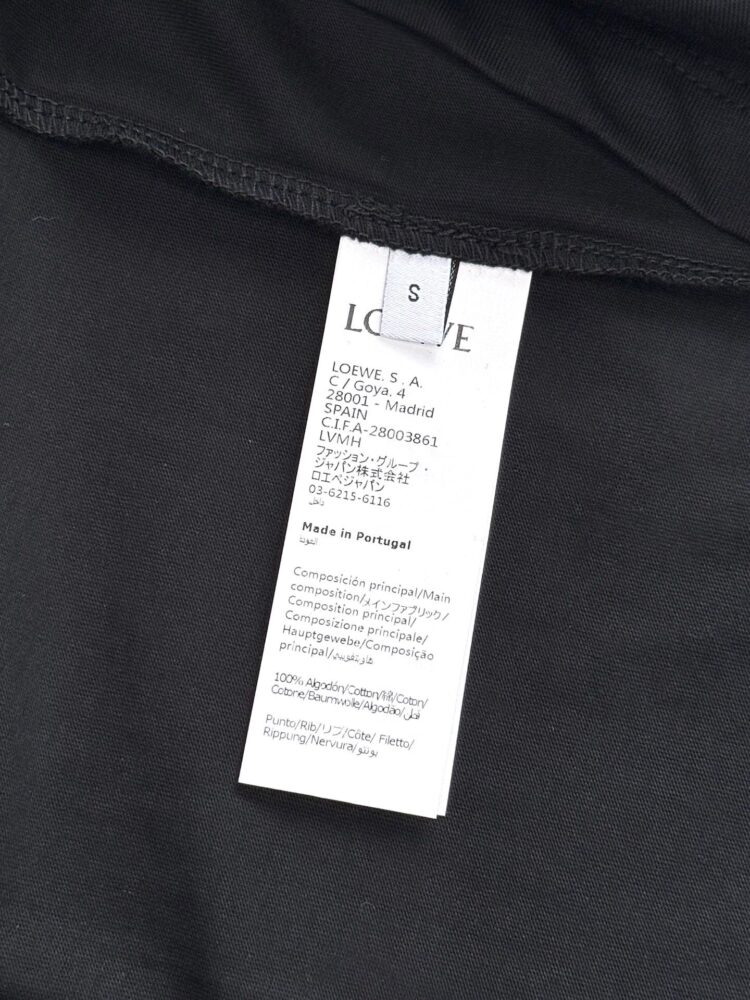 S
LO WE
LOEWE. S . A.
C / Goya, 4
28001 - Madrid
SPAIN
C.I.F.A-28003861
LVMH
ファッション・グループ・
ジャパン株式会社
ロエベジャパン
03-6215-6116
داخل
Made in Portugal
Composición principal/Main
composition/メインファブリック/
Composition principal/
Composizione principale/
Hauptgewebe/Composição
principal/
100% Algodón/Cotton/綿/Coton/
Cotone/Baumwolle/Algodão/
Punto/Rib/リブ/Côte/ Filetto/
Rippung/Nervura/